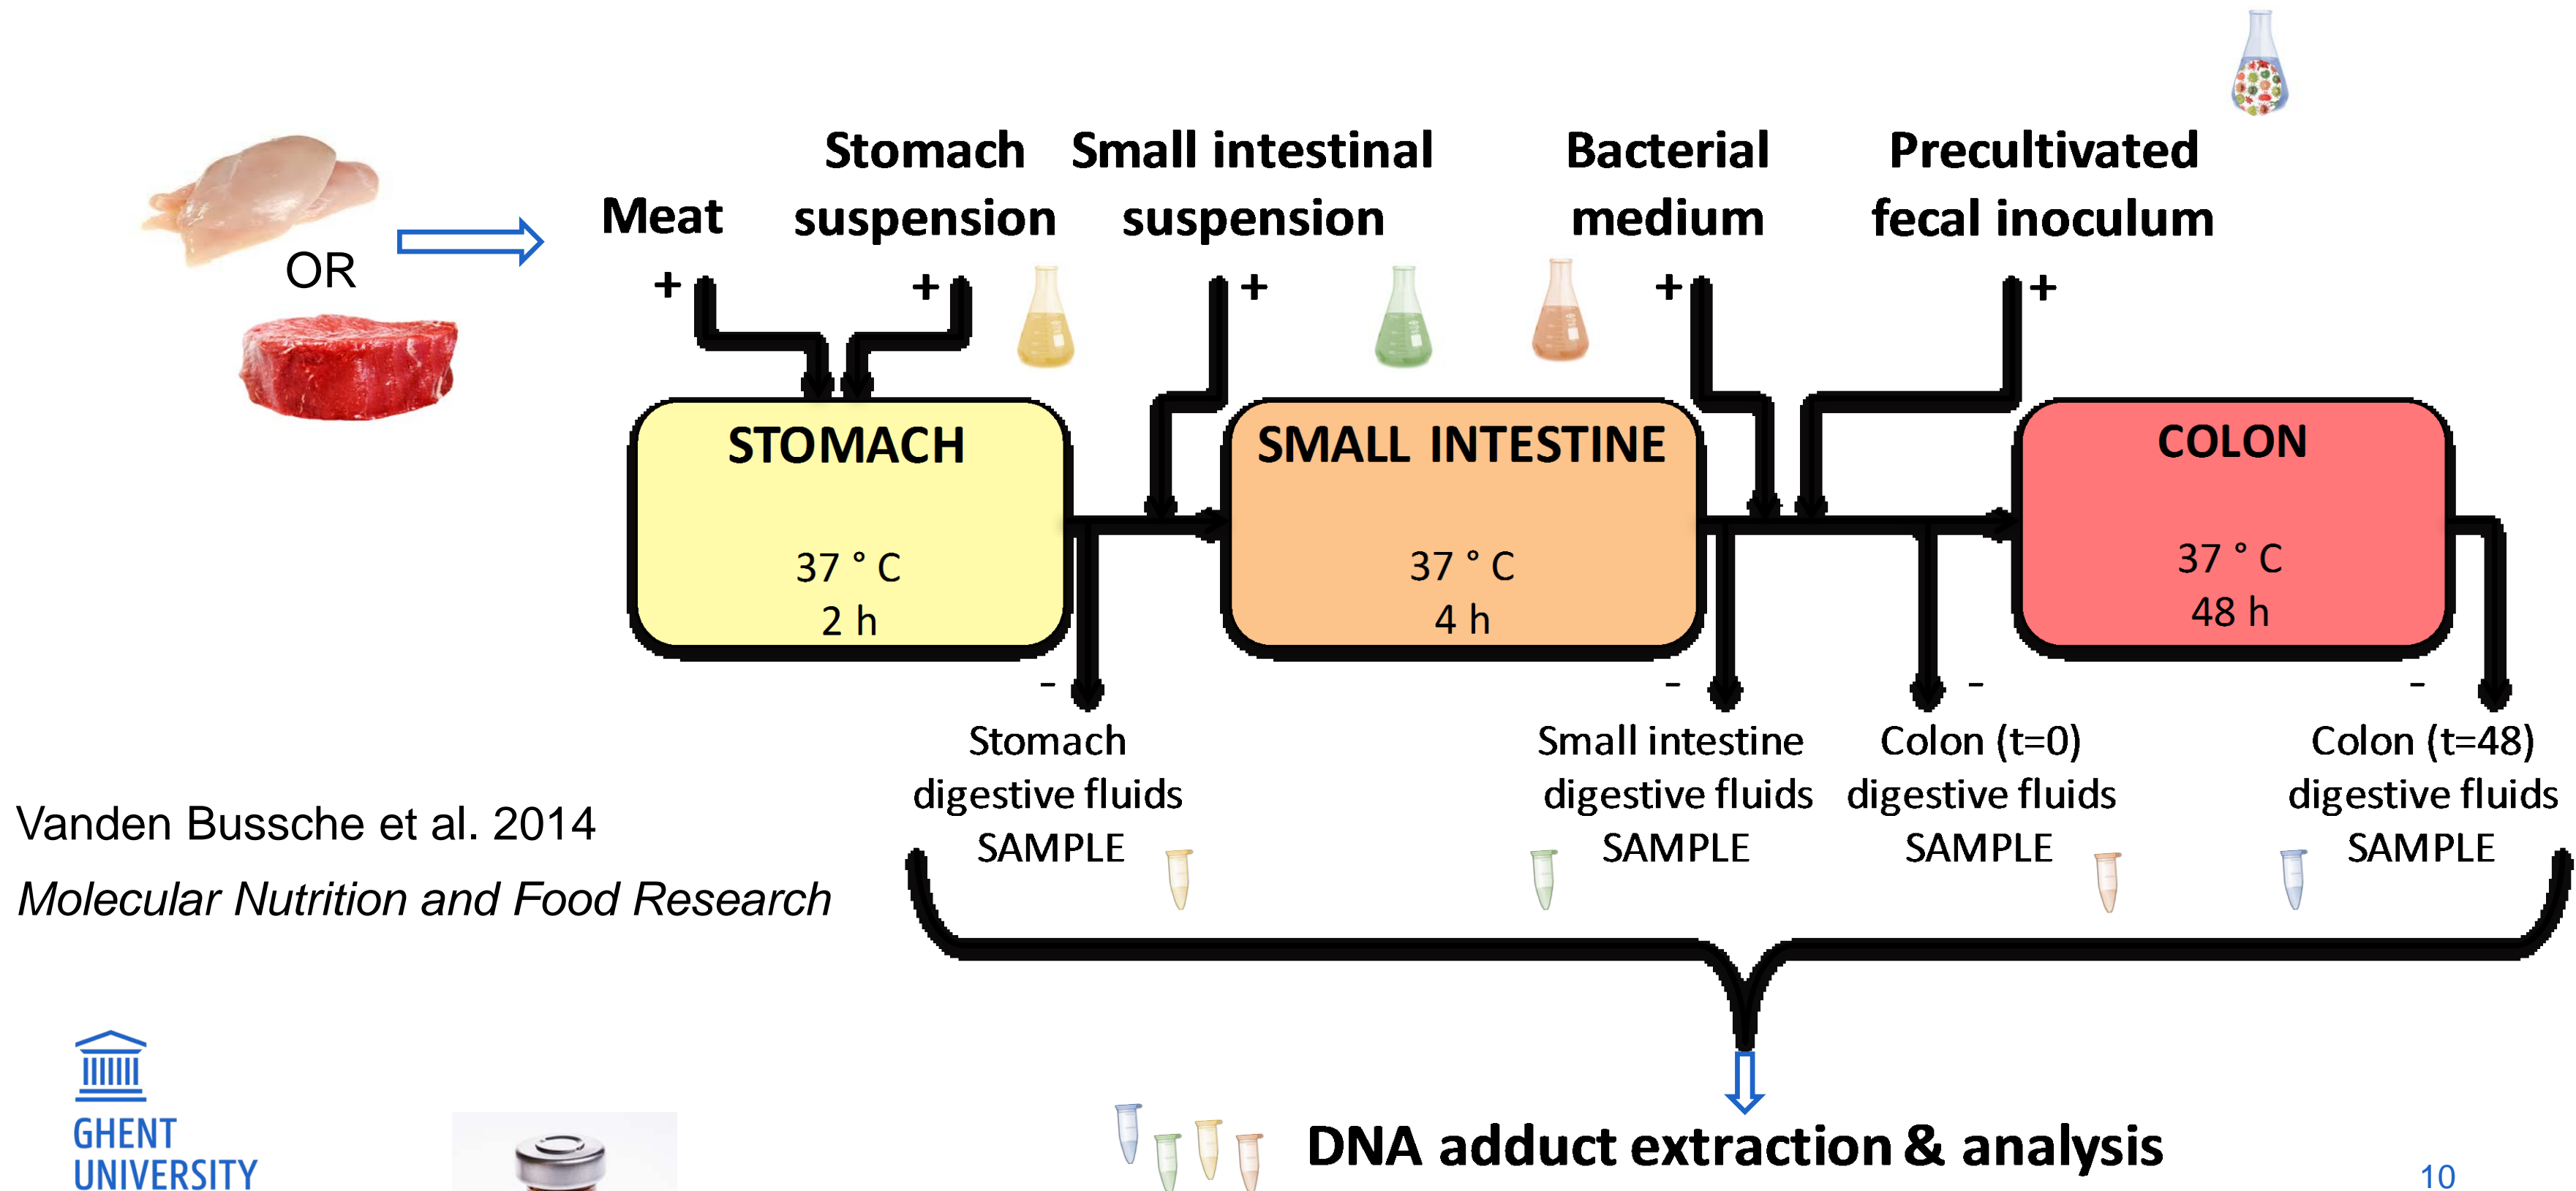 OR
Meat
Stomach
suspension
Small intestinal
suspension
Bacterial
medium
Precultivated
fecal inoculum
+
+
+
+
+
STOMACH
37 ° C
2 h
SMALL INTESTINE
37 ° C
4 h
COLON
37 ° C
48 h
-
-
-
-
Stomach
digestive fluids
SAMPLE
Small intestine
digestive fluids
SAMPLE
Colon (t=0)
digestive fluids
SAMPLE
Colon (t=48)
digestive fluids
SAMPLE
Vanden Bussche et al. 2014
Molecular Nutrition and Food Research
DNA adduct extraction & analysis
GHENT
UNIVERSITY
10